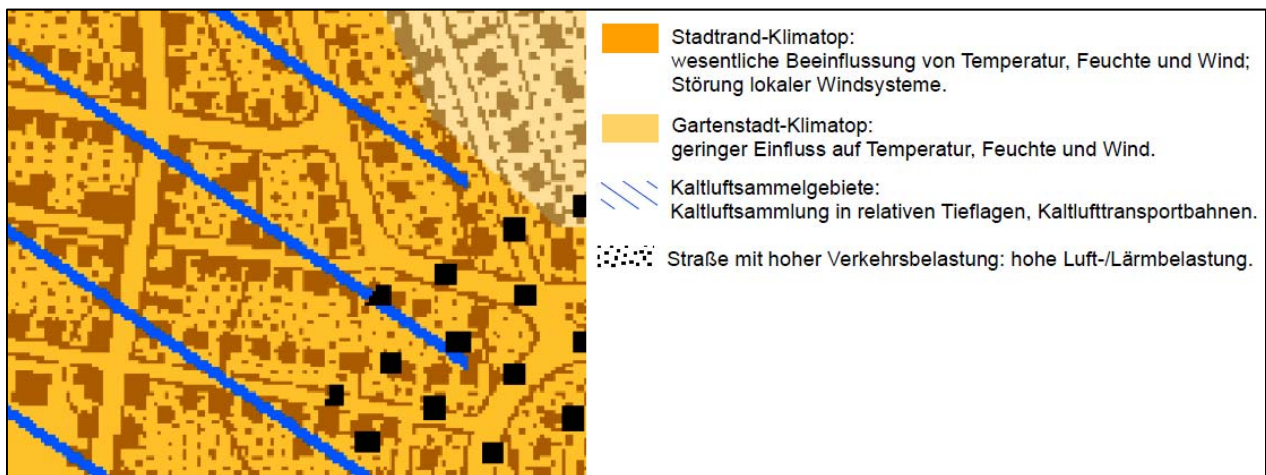 Stadtrand-Klimatop:
wesentliche Beeinflussung von Temperatur, Feuchte und Wind;
Störung lokaler Windsysteme.
Gartenstadt-Klimatop:
geringer Einfluss auf Temperatur, Feuchte und Wind.
Kaltluftsammelgebiete:
Kaltluftsammlung in relativen Tieflagen, Kaltlufttransportbahnen.
Straße mit hoher Verkehrsbelastung: hohe Luft-/Lärmbelastung.